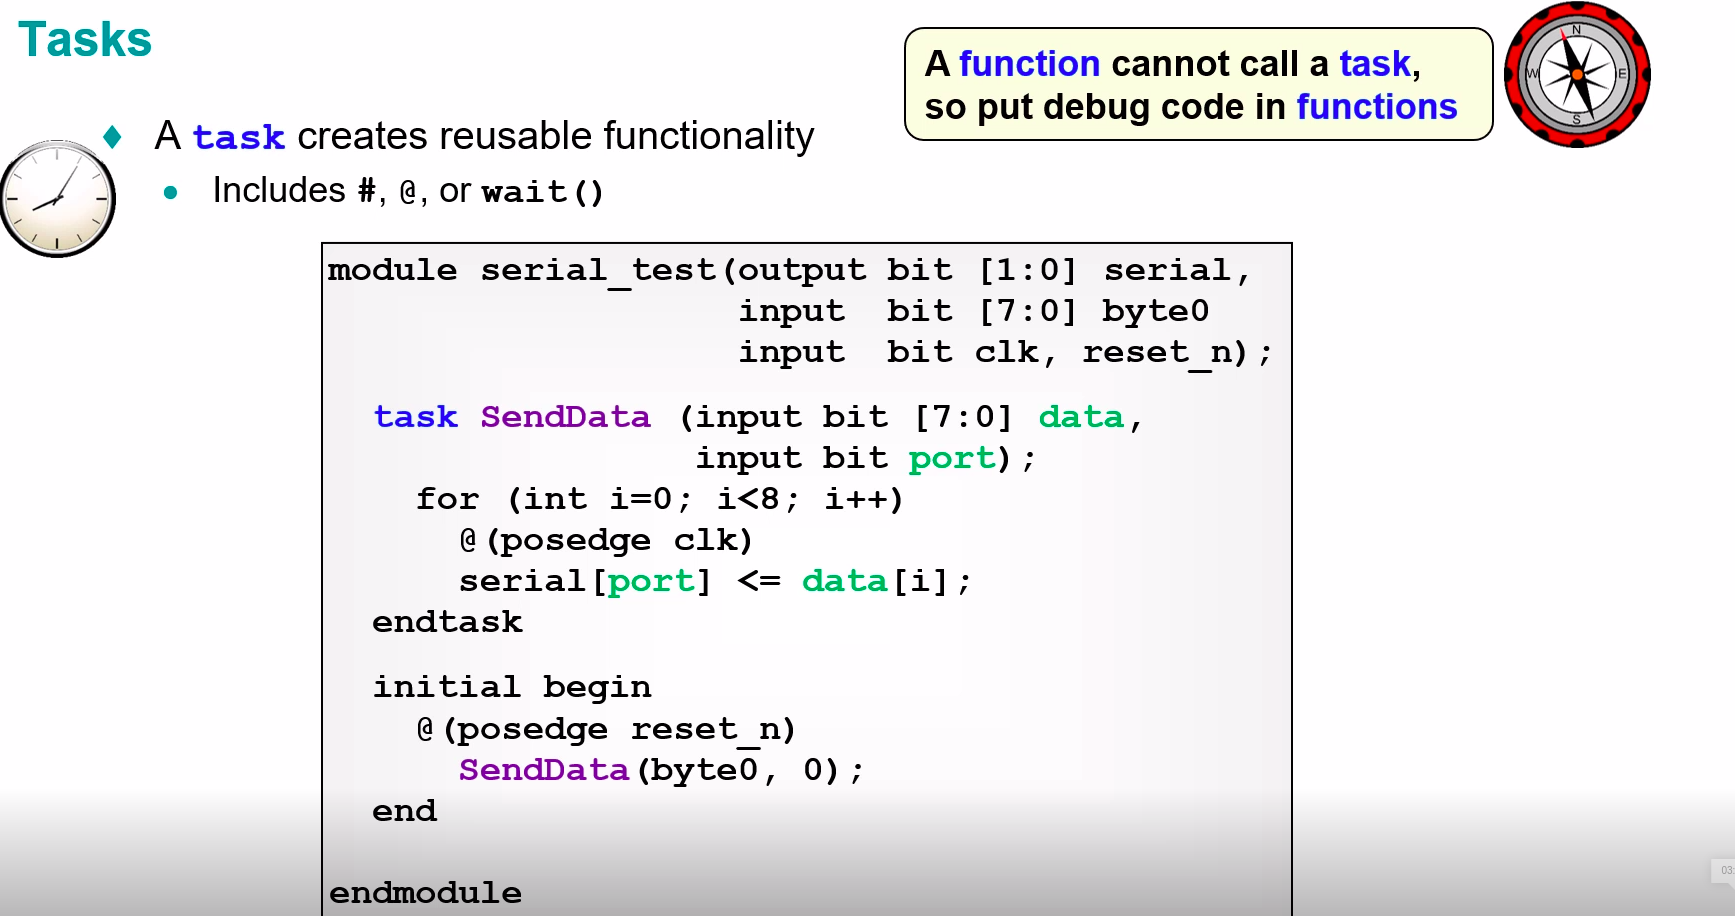 Tasks
A function cannot call a task,
so put debug code in functions
A task creates reusable functionality
Includes #, @, or wait()
module serial_test(output bit [1:0] serial,
input bit [7:0] byte0
input bit clk, reset_n);
task SendData (input bit [7:0] data,
input bit port);
for (int i=0; i<8; i++)
@(posedge clk)
serial[port] <= data[i];
endtask
initial begin
@(posedge reset_n)
SendData(byte0, 0);
end
endmodule
N
W
E
S
03: